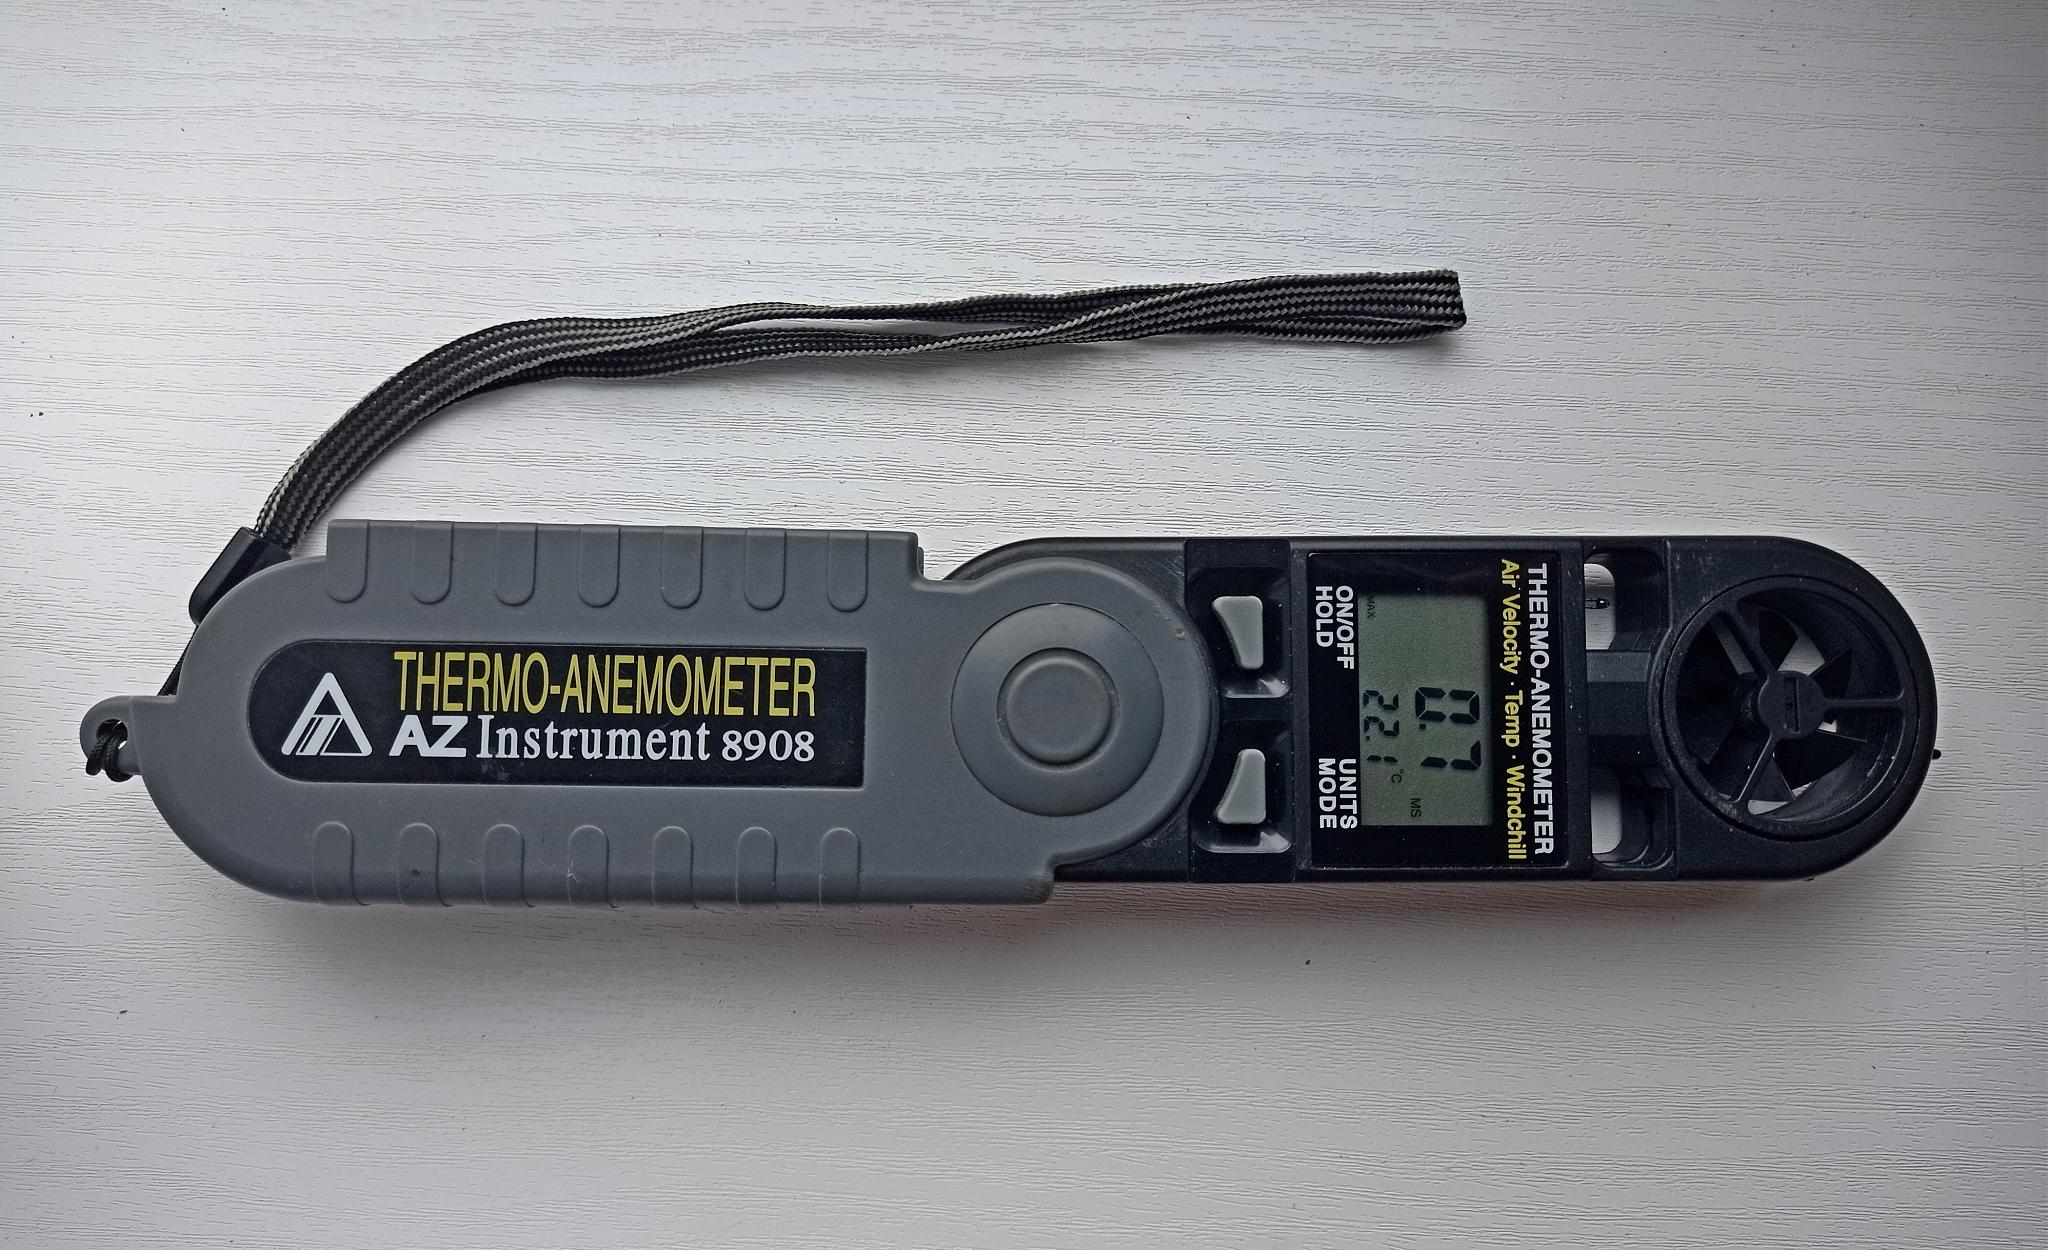 THERMO-ANEMOMETER
AZ Instrument 8908
ON/OFF
HOLD
UNITS
MODE
MAX
0.7
MS
22.1 °C
THERMO-ANEMOMETER
Air Velocity · Temp · Windchill